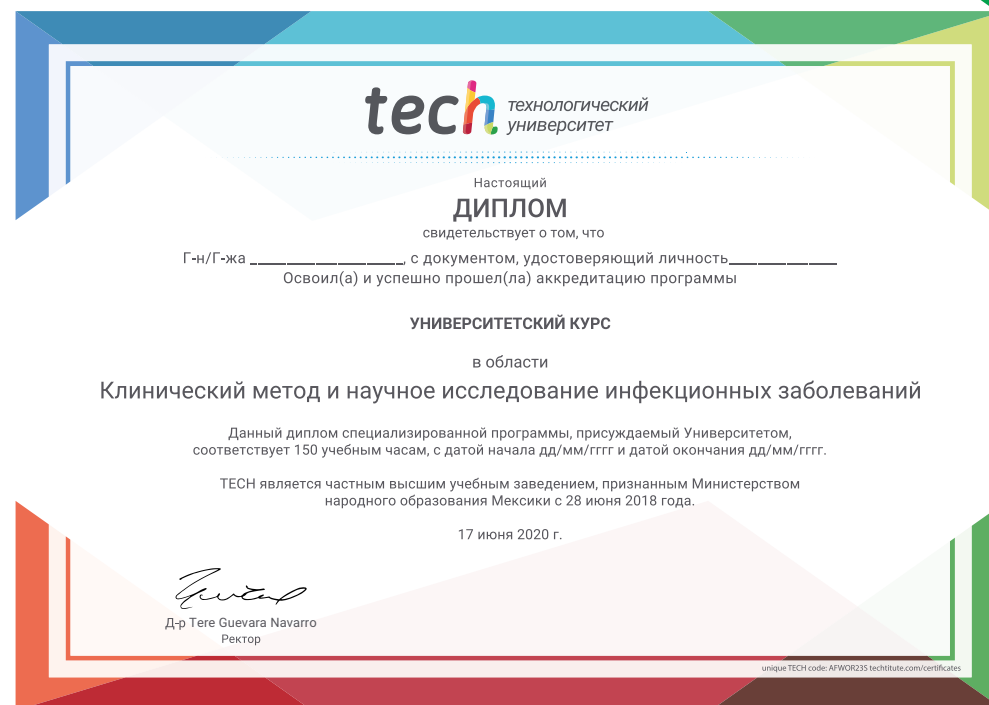 tech технологический
университет
Настоящий
ДИПЛОМ
свидетельствует о том, что
Г-н/Г-жа ____________________, с документом, удостоверяющий личность______________
Освоил(а) и успешно прошел(ла) аккредитацию программы
УНИВЕРСИТЕТСКИЙ КУРС
в области
Клинический метод и научное исследование инфекционных заболеваний
Данный диплом специализированной программы, присуждаемый Университетом,
соответствует 150 учебным часам, с датой начала дд/мм/гггг и датой окончания дд/мм/гггг.
TECH является частным высшим учебным заведением, признанным Министерством
народного образования Мексики с 28 июня 2018 года.
17 июня 2020 г.
Д-р Tere Guevara Navarro
Ректор
unique TECH code: AFWOR235 techtitute.com/certificates